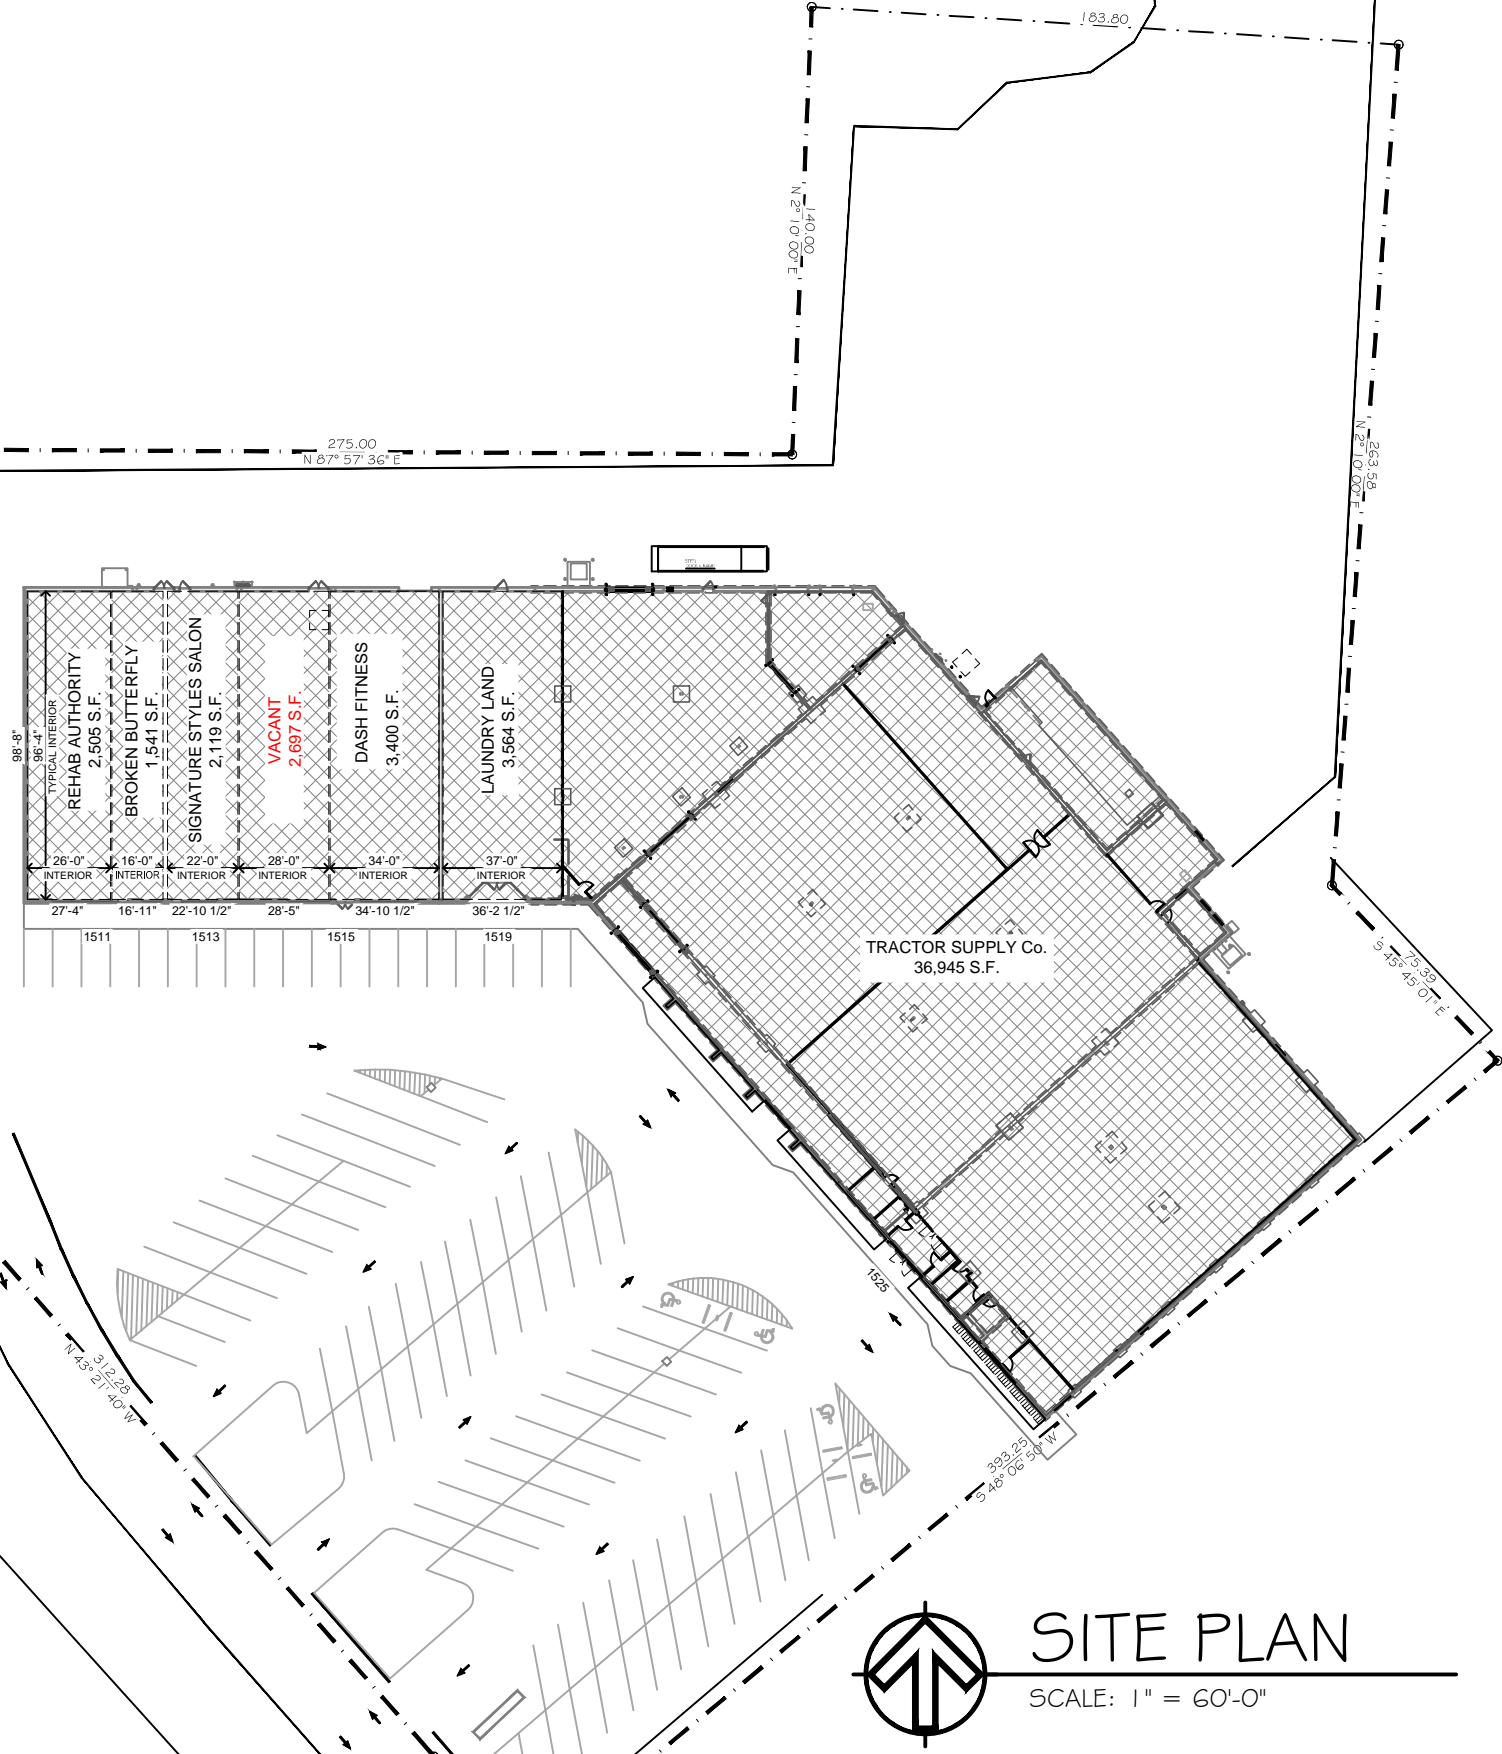 183.80
140.00
N 2° 10' 00" E
263.58
N 2° 10' 00" E
275.00
N 87° 57' 36" E
98'-8"
96'-4"
TYPICAL INTERIOR
REHAB AUTHORITY
2,505 S.F.
BROKEN BUTTERFLY
1,541 S.F.
SIGNATURE STYLES SALON
2,119 S.F.
VACANT
2,697 S.F.
DASH FITNESS
3,400 S.F.
LAUNDRY LAND
3,564 S.F.
26'-0"
INTERIOR
16'-0"
INTERIOR
22'-0"
INTERIOR
28'-0"
INTERIOR
34'-0"
INTERIOR
37'-0"
INTERIOR
27'-4"
16'-11"
22'-10 1/2"
28'-5"
34'-10 1/2"
36'-2 1/2"
1511
1513
1515
1519
TRACTOR SUPPLY Co.
36,945 S.F.
75.39
S 45° 45' 01" E
1525
312.28
N 43° 21' 40" W
393.25
S 48° 06' 50" W
SITE PLAN
SCALE: 1" = 60'-0"